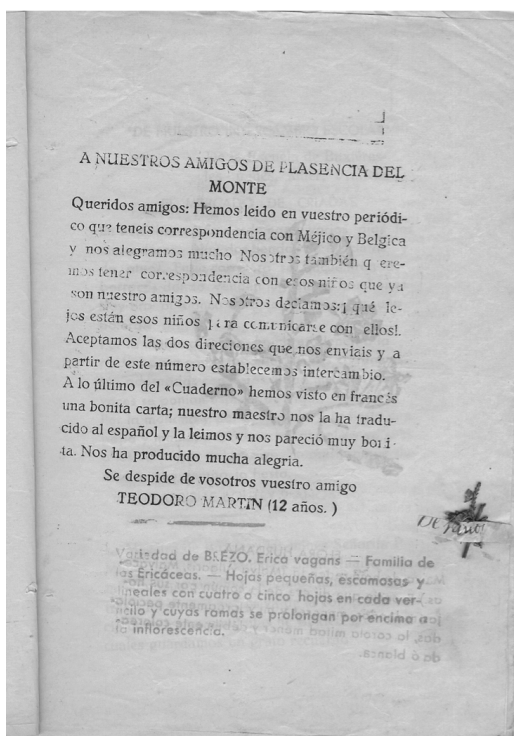 A NUESTROS AMIGOS DE PLASENCIA DEL
MONTE
Queridos amigos: Hemos leido en vuestro periódi-
co que teneis correspondencia con Méjico y Belgica
y nos alegramos mucho Nosotros también queremos
remos tener correspondencia con esos niños que ya
son nuestro amigos. Nosotros deciamos:¡ qué le-
jos están esos niños para comunicarse con ellos!.
Aceptamos las dos direciones que nos enviais y a
partir de este número establecemos intercambio.
A lo último del «Cuaderno» hemos visto en francés
una bonita carta; nuestro maestro nos la ha tradu-
cido al español y la leimos y nos pareció muy boni-
ta. Nos ha producido mucha alegria.
Se despide de vosotros vuestro amigo
TEODORO MARTIN (12 años. )
Variedad de BREZO. Erica vagans — Familia de
las Ericáceas. — Hojas pequeñas, escamosas y
lineales con cuatro o cinco hojas en cada ver-
ticilo y cuyas ramas se prolongan por encima de
la inflorescencia.